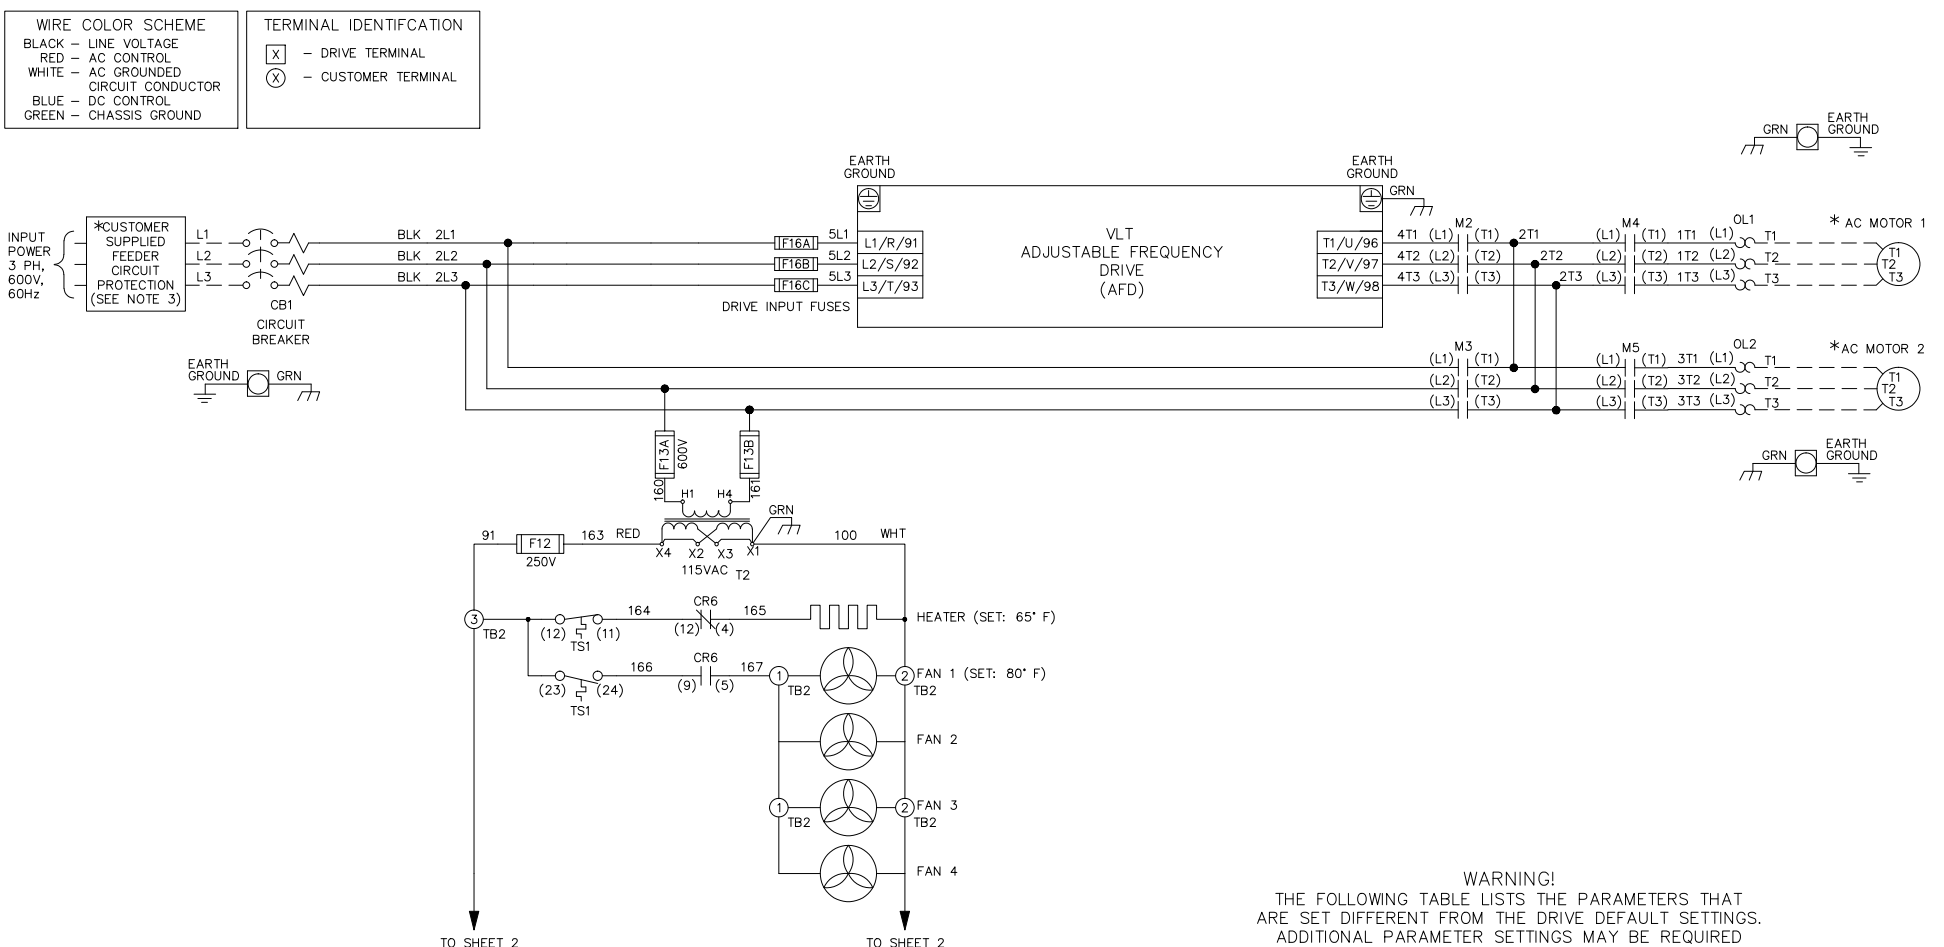 WIRE COLOR SCHEME
BLACK – LINE VOLTAGE
RED – AC CONTROL
WHITE – AC GROUNDED
CIRCUIT CONDUCTOR
BLUE – DC CONTROL
GREEN – CHASSIS GROUND
TERMINAL IDENTIFCATION
X – DRIVE TERMINAL
X – CUSTOMER TERMINAL
GRN
EARTH
GROUND
EARTH
GROUND
EARTH
GROUND
GRN
INPUT
POWER
3 PH,
600V,
60Hz
*CUSTOMER
SUPPLIED
FEEDER
CIRCUIT
PROTECTION
(SEE NOTE 3)
L1
L2
L3
CB1
CIRCUIT
BREAKER
BLK 2L1
BLK 2L2
BLK 2L3
F16A 5L1
F16B 5L2
F16C 5L3
DRIVE INPUT FUSES
L1/R/91
L2/S/92
L3/T/93
VLT
ADJUSTABLE FREQUENCY
DRIVE
(AFD)
T1/U/96
T2/V/97
T3/W/98
M2
4T1 (L1) (T1) 2T1
4T2 (L2) (T2) 2T2
4T3 (L3) (T3) 2T3
M4
OL1
(L1) (T1) 1T1 (L1) T1
(L2) (T2) 1T2 (L2) T2
(L3) (T3) 1T3 (L3) T3
* AC MOTOR 1
T1
T2
T3
EARTH
GROUND
GRN
M3
(L1) (T1)
(L2) (T2)
(L3) (T3)
M5
OL2
(L1) (T1) 3T1 (L1) T1
(L2) (T2) 3T2 (L2) T2
(L3) (T3) 3T3 (L3) T3
* AC MOTOR 2
T1
T2
T3
GRN
EARTH
GROUND
F13A
600V
F13B
160
161
H1 H4
GRN
91
F12
250V
163 RED
X4 X2 X3 X1
115VAC T2
100 WHT
3
TB2
(12) (11)
TS1
164
CR6
(12) (4)
165
HEATER (SET: 65° F)
(23) (24)
TS1
166
CR6
(9) (5)
167
1
TB2
2
TB2
FAN 1 (SET: 80° F)
FAN 2
1
TB2
2
TB2
FAN 3
FAN 4
TO SHEET 2
TO SHEET 2
WARNING!
THE FOLLOWING TABLE LISTS THE PARAMETERS THAT
ARE SET DIFFERENT FROM THE DRIVE DEFAULT SETTINGS.
ADDITIONAL PARAMETER SETTINGS MAY BE REQUIRED